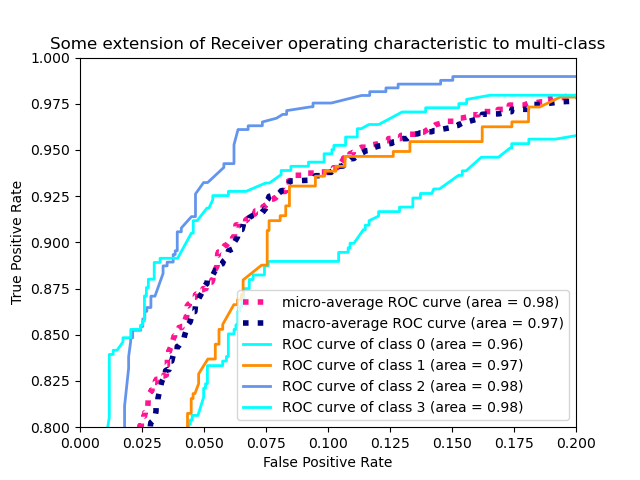 Some extension of Receiver operating characteristic to multi-class
1.000
0.975
0.950
0.925
0.900
0.875
0.850
0.825
0.800
True Positive Rate
micro-average ROC curve (area = 0.98)
macro-average ROC curve (area = 0.97)
ROC curve of class 0 (area = 0.96)
ROC curve of class 1 (area = 0.97)
ROC curve of class 2 (area = 0.98)
ROC curve of class 3 (area = 0.98)
0.000 0.025 0.050 0.075 0.100 0.125 0.150 0.175 0.200
False Positive Rate